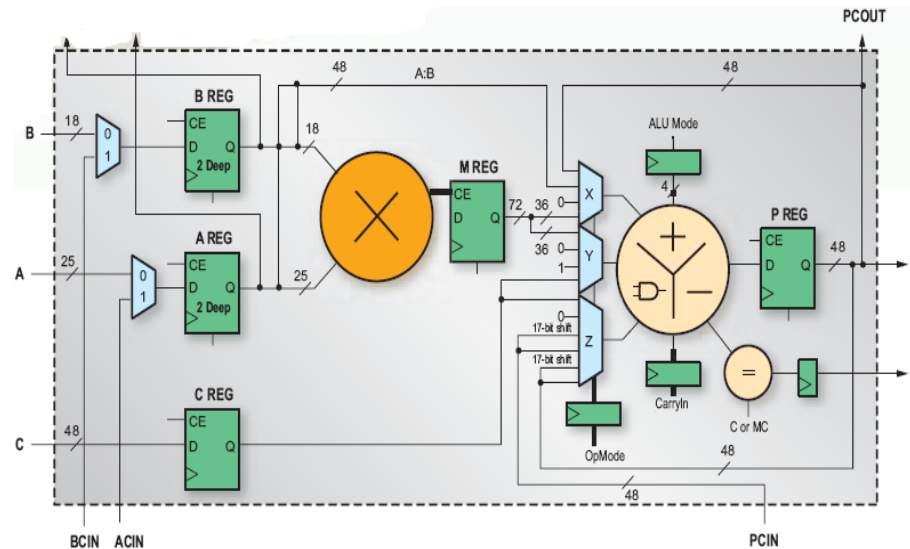 PCOUT
48
A:B
48
B REG
CE
D
Q
2 Deep
B
18
0
1
18
ALU Mode
4
M REG
CE
D
Q
72
36
36
X
0
Y
0
1
P REG
CE
D
Q
48
A REG
CE
D
Q
2 Deep
A
25
0
1
25
Z
0
17-bit shift
17-bit shift
=
C or MC
CarryIn
OpMode
C REG
CE
D
Q
C
48
48
48
BCIN
ACIN
PCIN